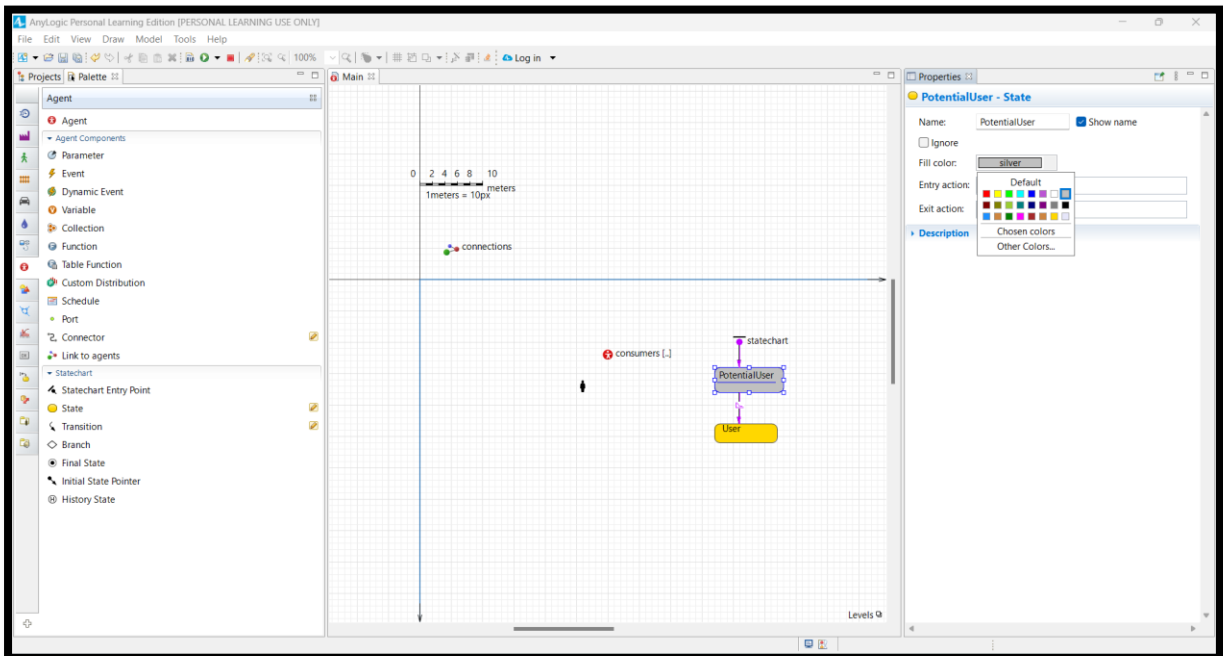 AnyLogic Personal Learning Edition [PERSONAL LEARNING USE ONLY]
File Edit View Draw Model Tools Help
100%
Log in
Projects
Palette
Agent
Agent
Agent Components
Parameter
Event
Dynamic Event
Variable
Collection
Function
Table Function
Custom Distribution
Schedule
Port
Connector
Link to agents
Statechart
Statechart Entry Point
State
Transition
Branch
Final State
Initial State Pointer
History State
Main
0 2 4 6 8 10
meters
1meters = 10px
connections
consumers [..]
statechart
PotentialUser
User
Levels
Properties
PotentialUser - State
Name: PotentialUser Show name
Ignore
Fill color: silver
Default
Entry action:
Exit action:
Chosen colors
Other Colors...
Description